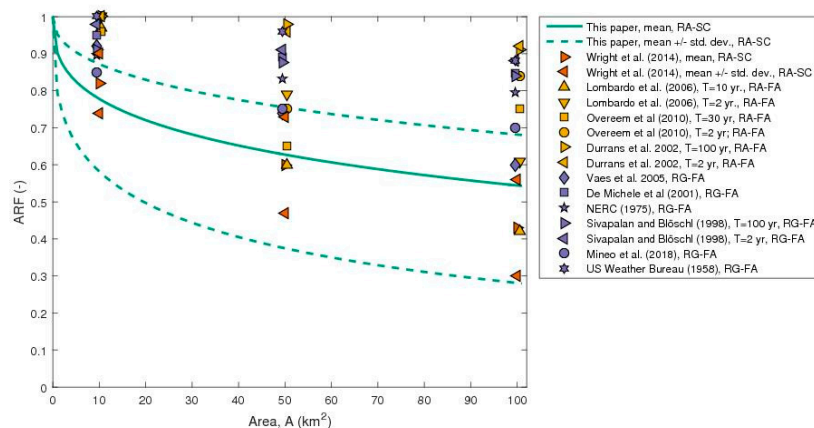 1
0.9
0.8
0.7
0.6
0.5
0.4
0.3
0.2
0.1
0
ARF (-)
0 10 20 30 40 50 60 70 80 90 100
Area, A (km²)
This paper, mean, RA-SC
This paper, mean +/- std. dev., RA-SC
Wright et al. (2014), mean, RA-SC
Wright et al. (2014), mean +/- std. dev., RA-SC
Lombardo et al. (2006), T=10 yr., RA-FA
Lombardo et al. (2006), T=2 yr., RA-FA
Overeem et al (2010), T=30 yr, RA-FA
Overeem et al (2010), T=2 yr, RA-FA
Durrans et al. 2002, T=100 yr, RA-FA
Durrans et al. 2002, T=2 yr, RA-FA
Vaes et al. 2005, RG-FA
De Michele et al (2001), RG-FA
NERC (1975), RG-FA
Sivapalan and Blöschl (1998), T=100 yr, RG-FA
Sivapalan and Blöschl (1998), T=2 yr, RG-FA
Mineo et al. (2018), RG-FA
US Weather Bureau (1958), RG-FA